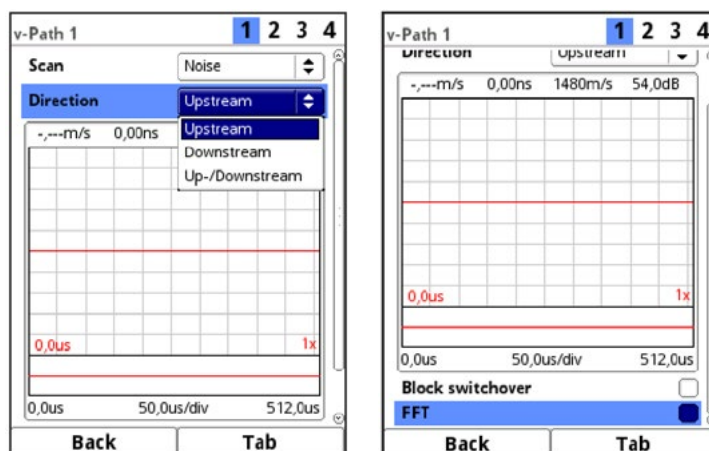 v-Path 1 1 2 3 4
Scan Noise
Direction Upstream
Upstream
Downstream
Up-/Downstream
-,---m/s 0,00ns
0,0us 1x
0,0us 50,0us/div 512,0us
Back Tab
v-Path 1 1 2 3 4
Direction Upstream
-,---m/s 0,00ns 1480m/s 54,0dB
0,0us 1x
0,0us 50,0us/div 512,0us
Block switchover
FFT
Back Tab